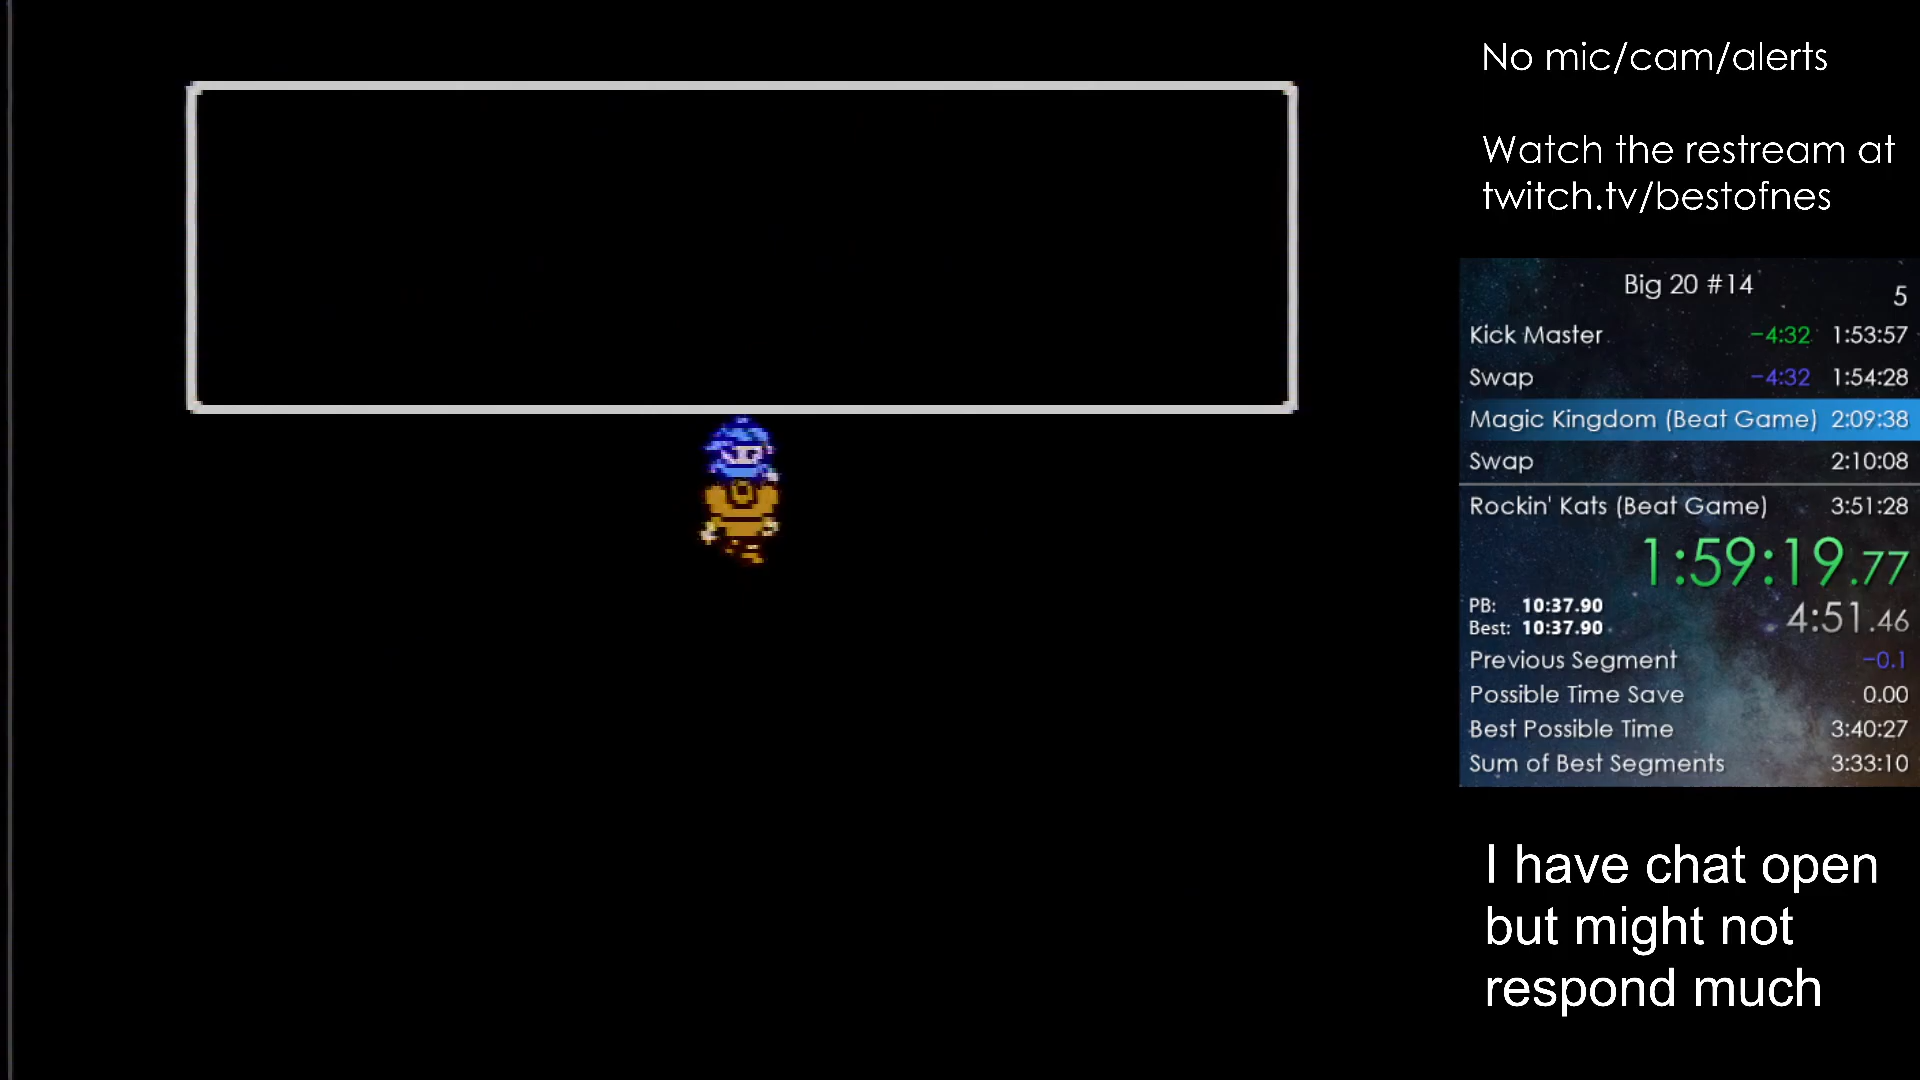 No mic/cam/alerts
Watch the restream at
twitch.tv/bestofnes
Big 20 #14
5
Kick Master -4:32 1:53:57
Swap -4:32 1:54:28
Magic Kingdom (Beat Game) 2:09:38
Swap 2:10:08
Rockin' Kats (Beat Game) 3:51:28
1:59:19.77
PB: 10:37.90
4:51.46
Best: 10:37.90
Previous Segment -0.1
Possible Time Save 0.00
Best Possible Time 3:40:27
Sum of Best Segments 3:33:10
I have chat open
but might not
respond much